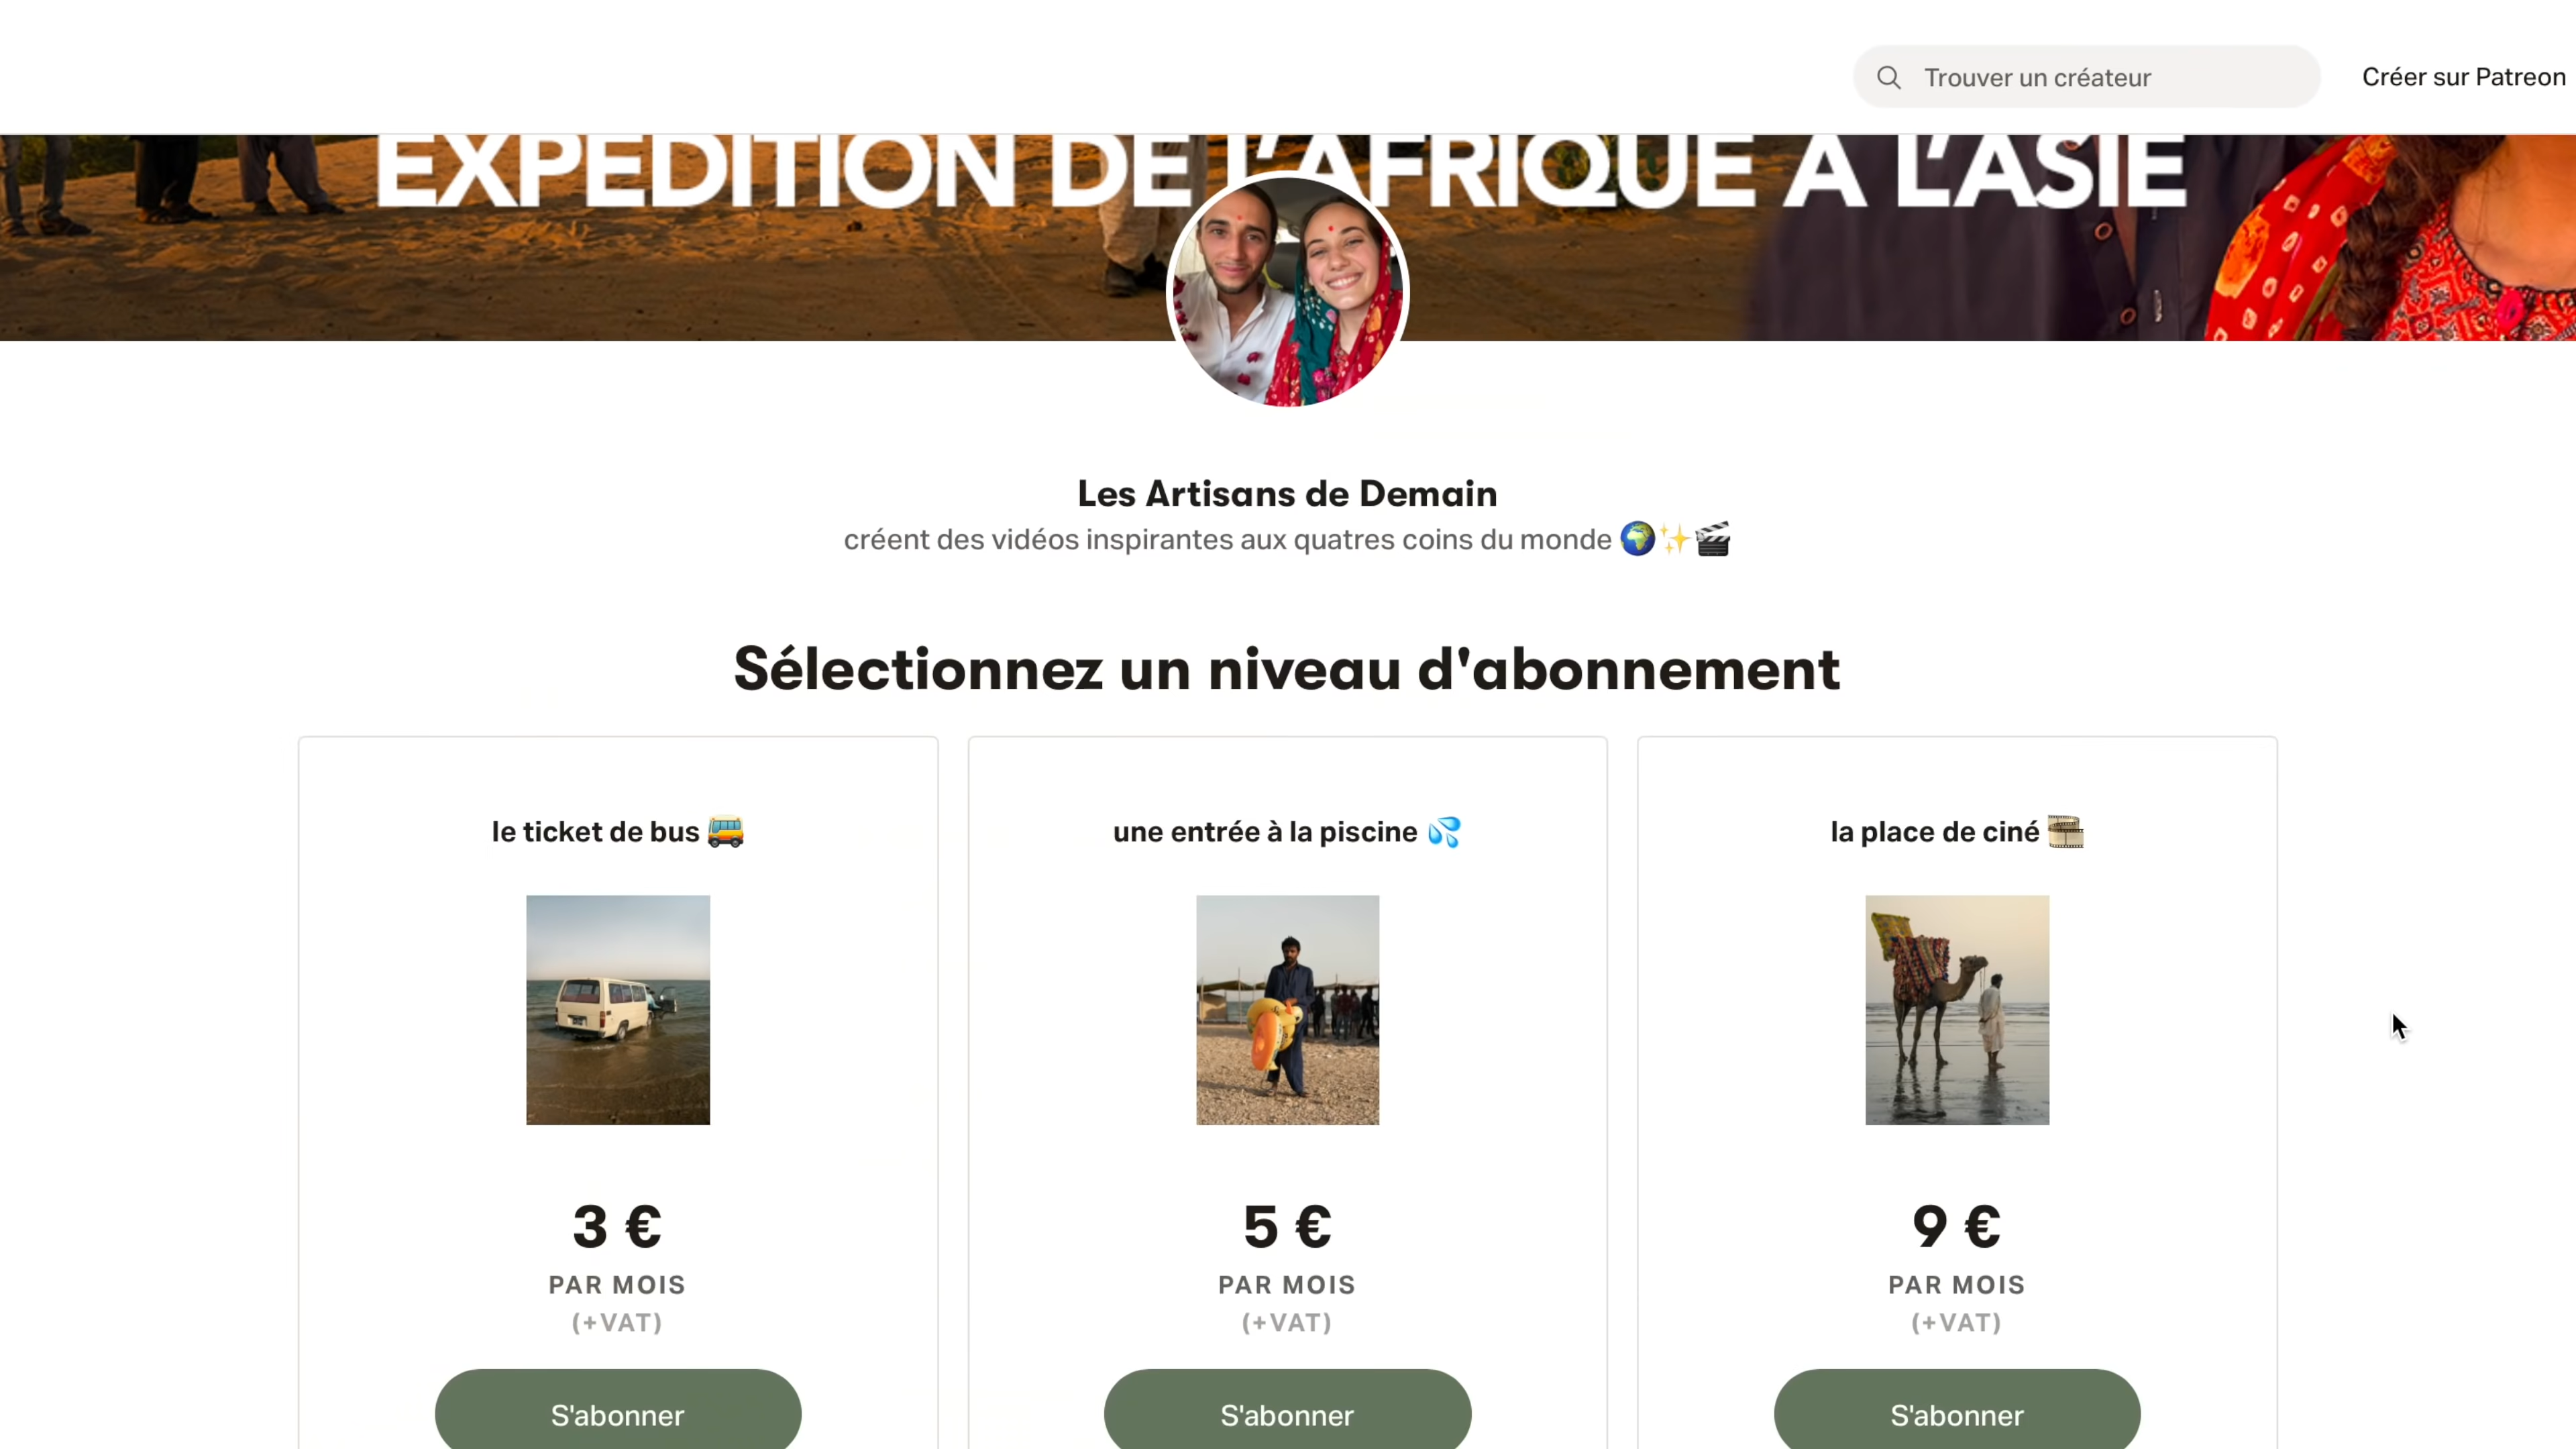 Trouver un créateur
Créer sur Patreon
EXPEDITION DE L'AFRIQUE A L'ASIE
Les Artisans de Demain
créent des vidéos inspirantes aux quatres coins du monde 🌍✨🎬
Sélectionnez un niveau d'abonnement
le ticket de bus 🚌
3 €
PAR MOIS
(+VAT)
S'abonner
une entrée à la piscine 💦
5 €
PAR MOIS
(+VAT)
S'abonner
la place de ciné 🎞️
9 €
PAR MOIS
(+VAT)
S'abonner